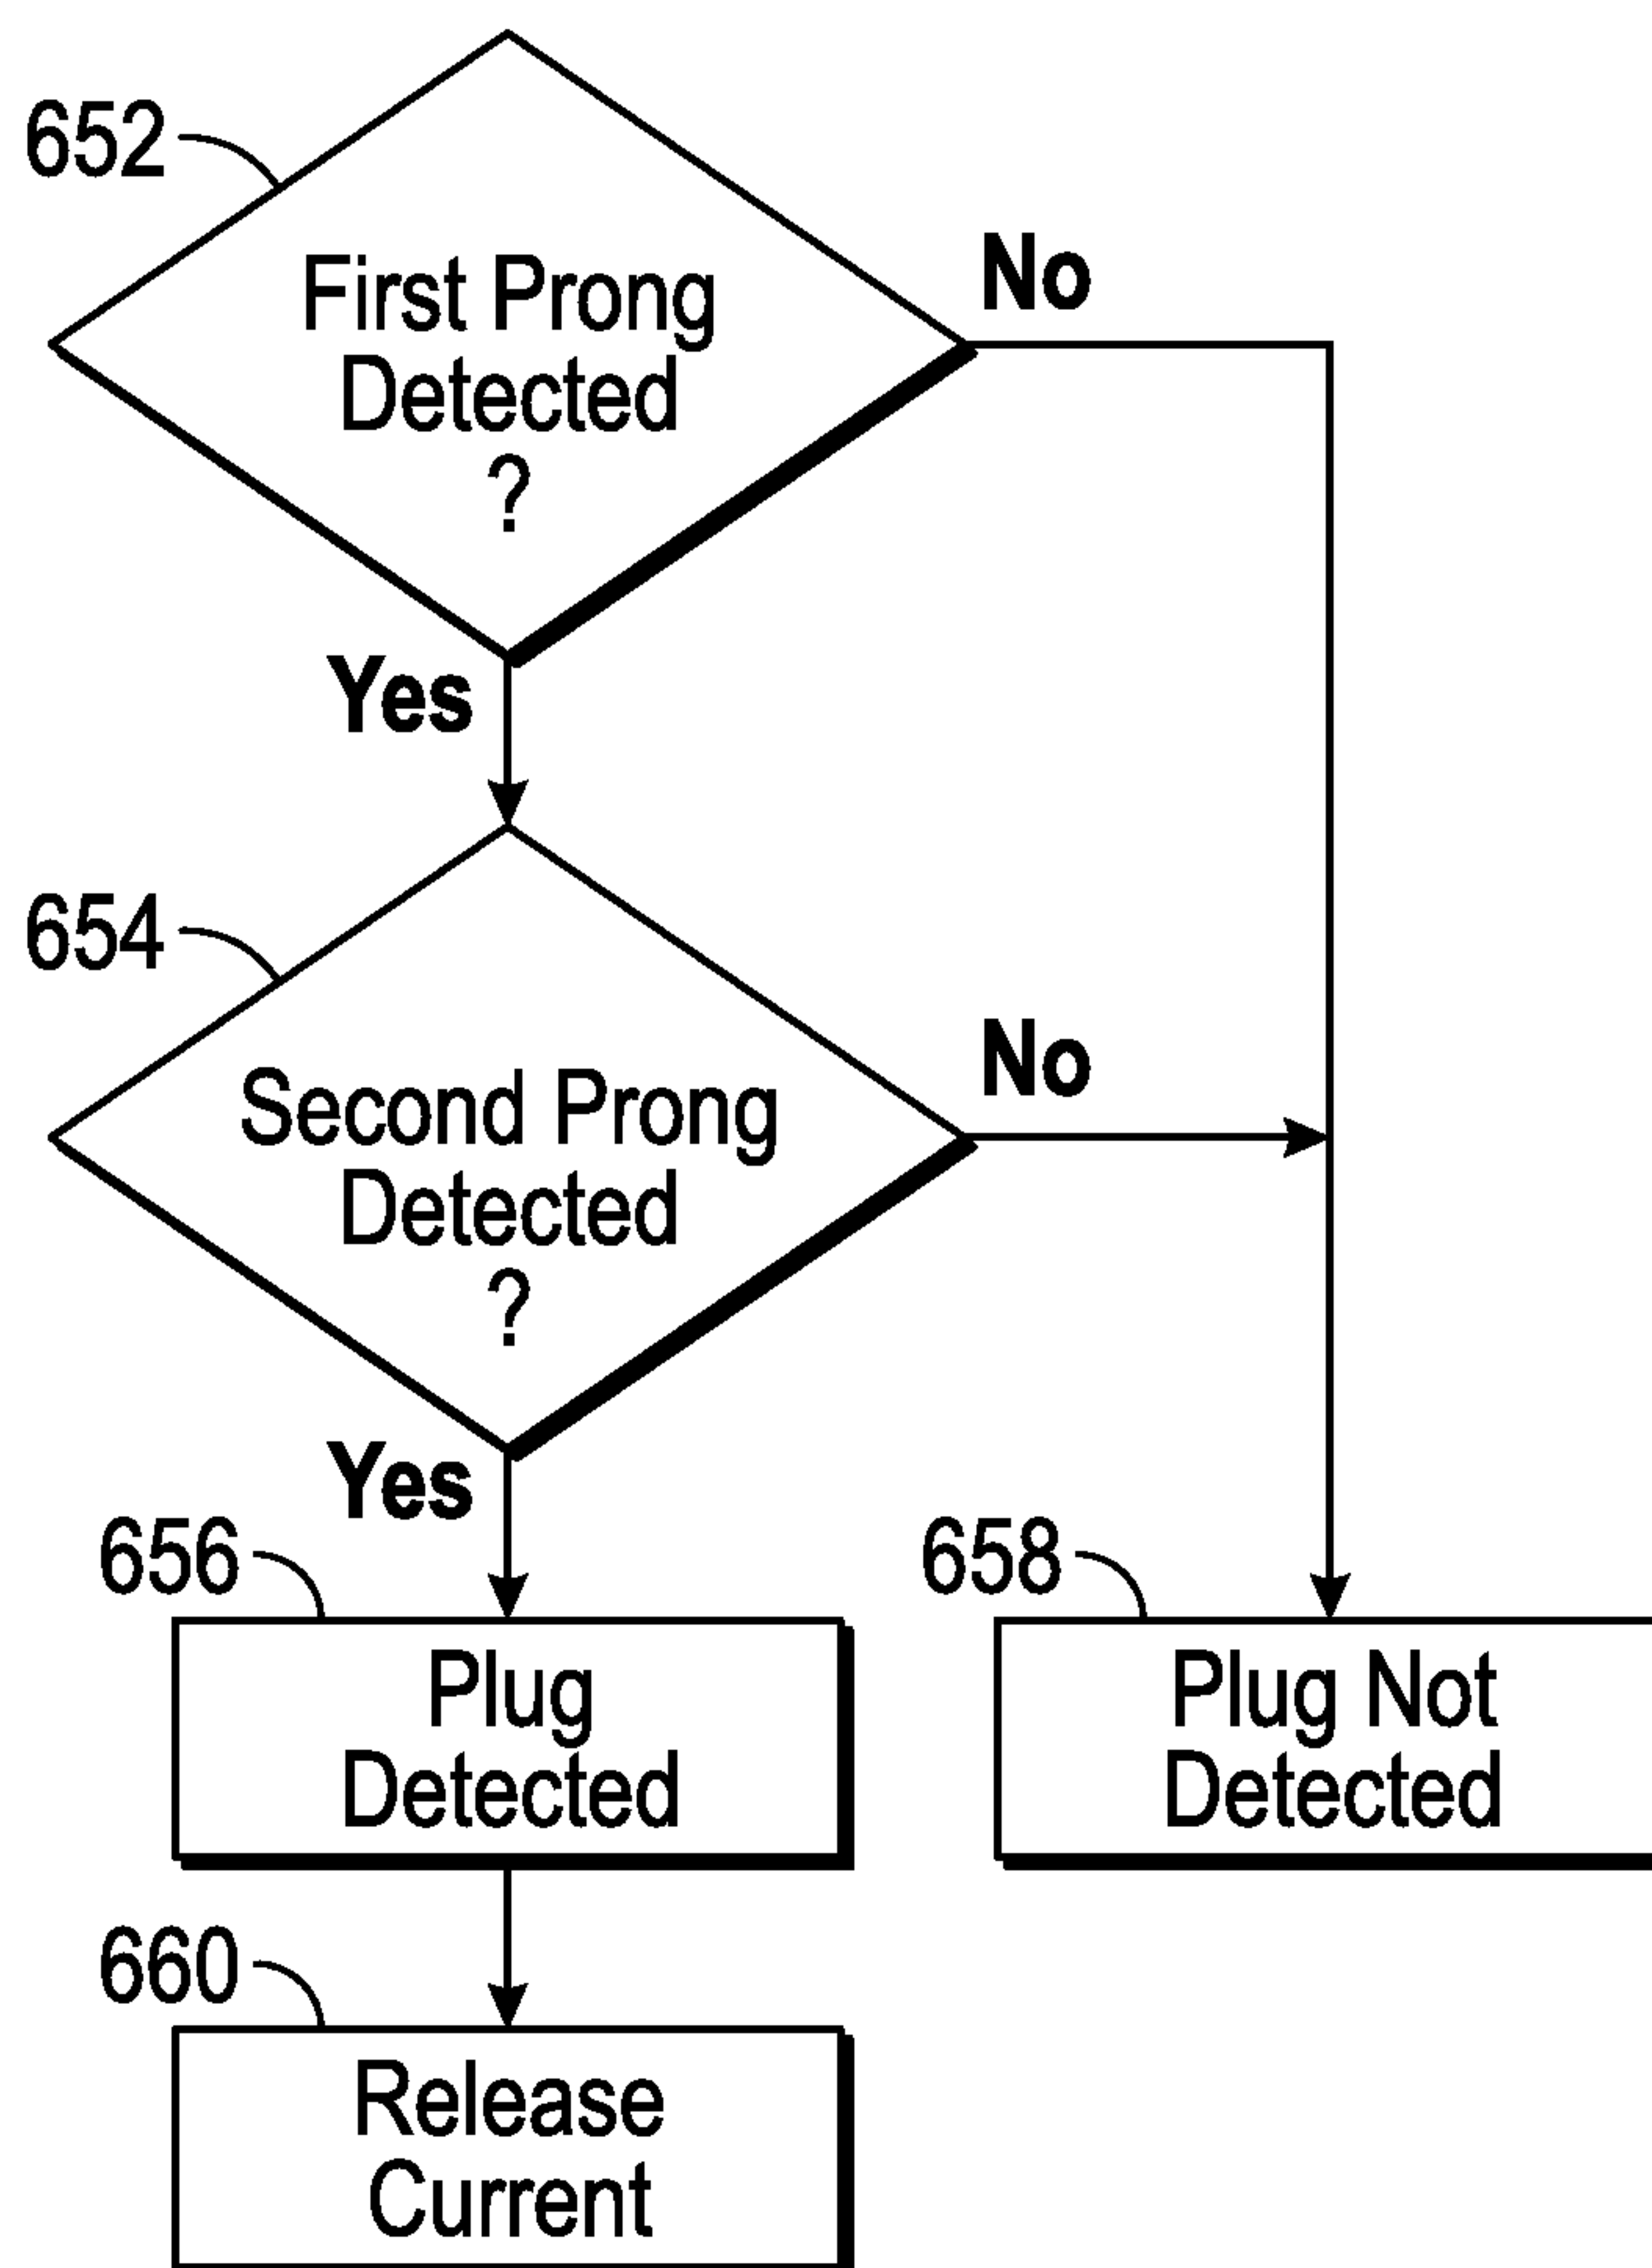 652
First Prong
Detected
?
No
Yes
654
Second Prong
Detected
?
No
Yes
656
Plug
Detected
658
Plug Not
Detected
660
Release
Current